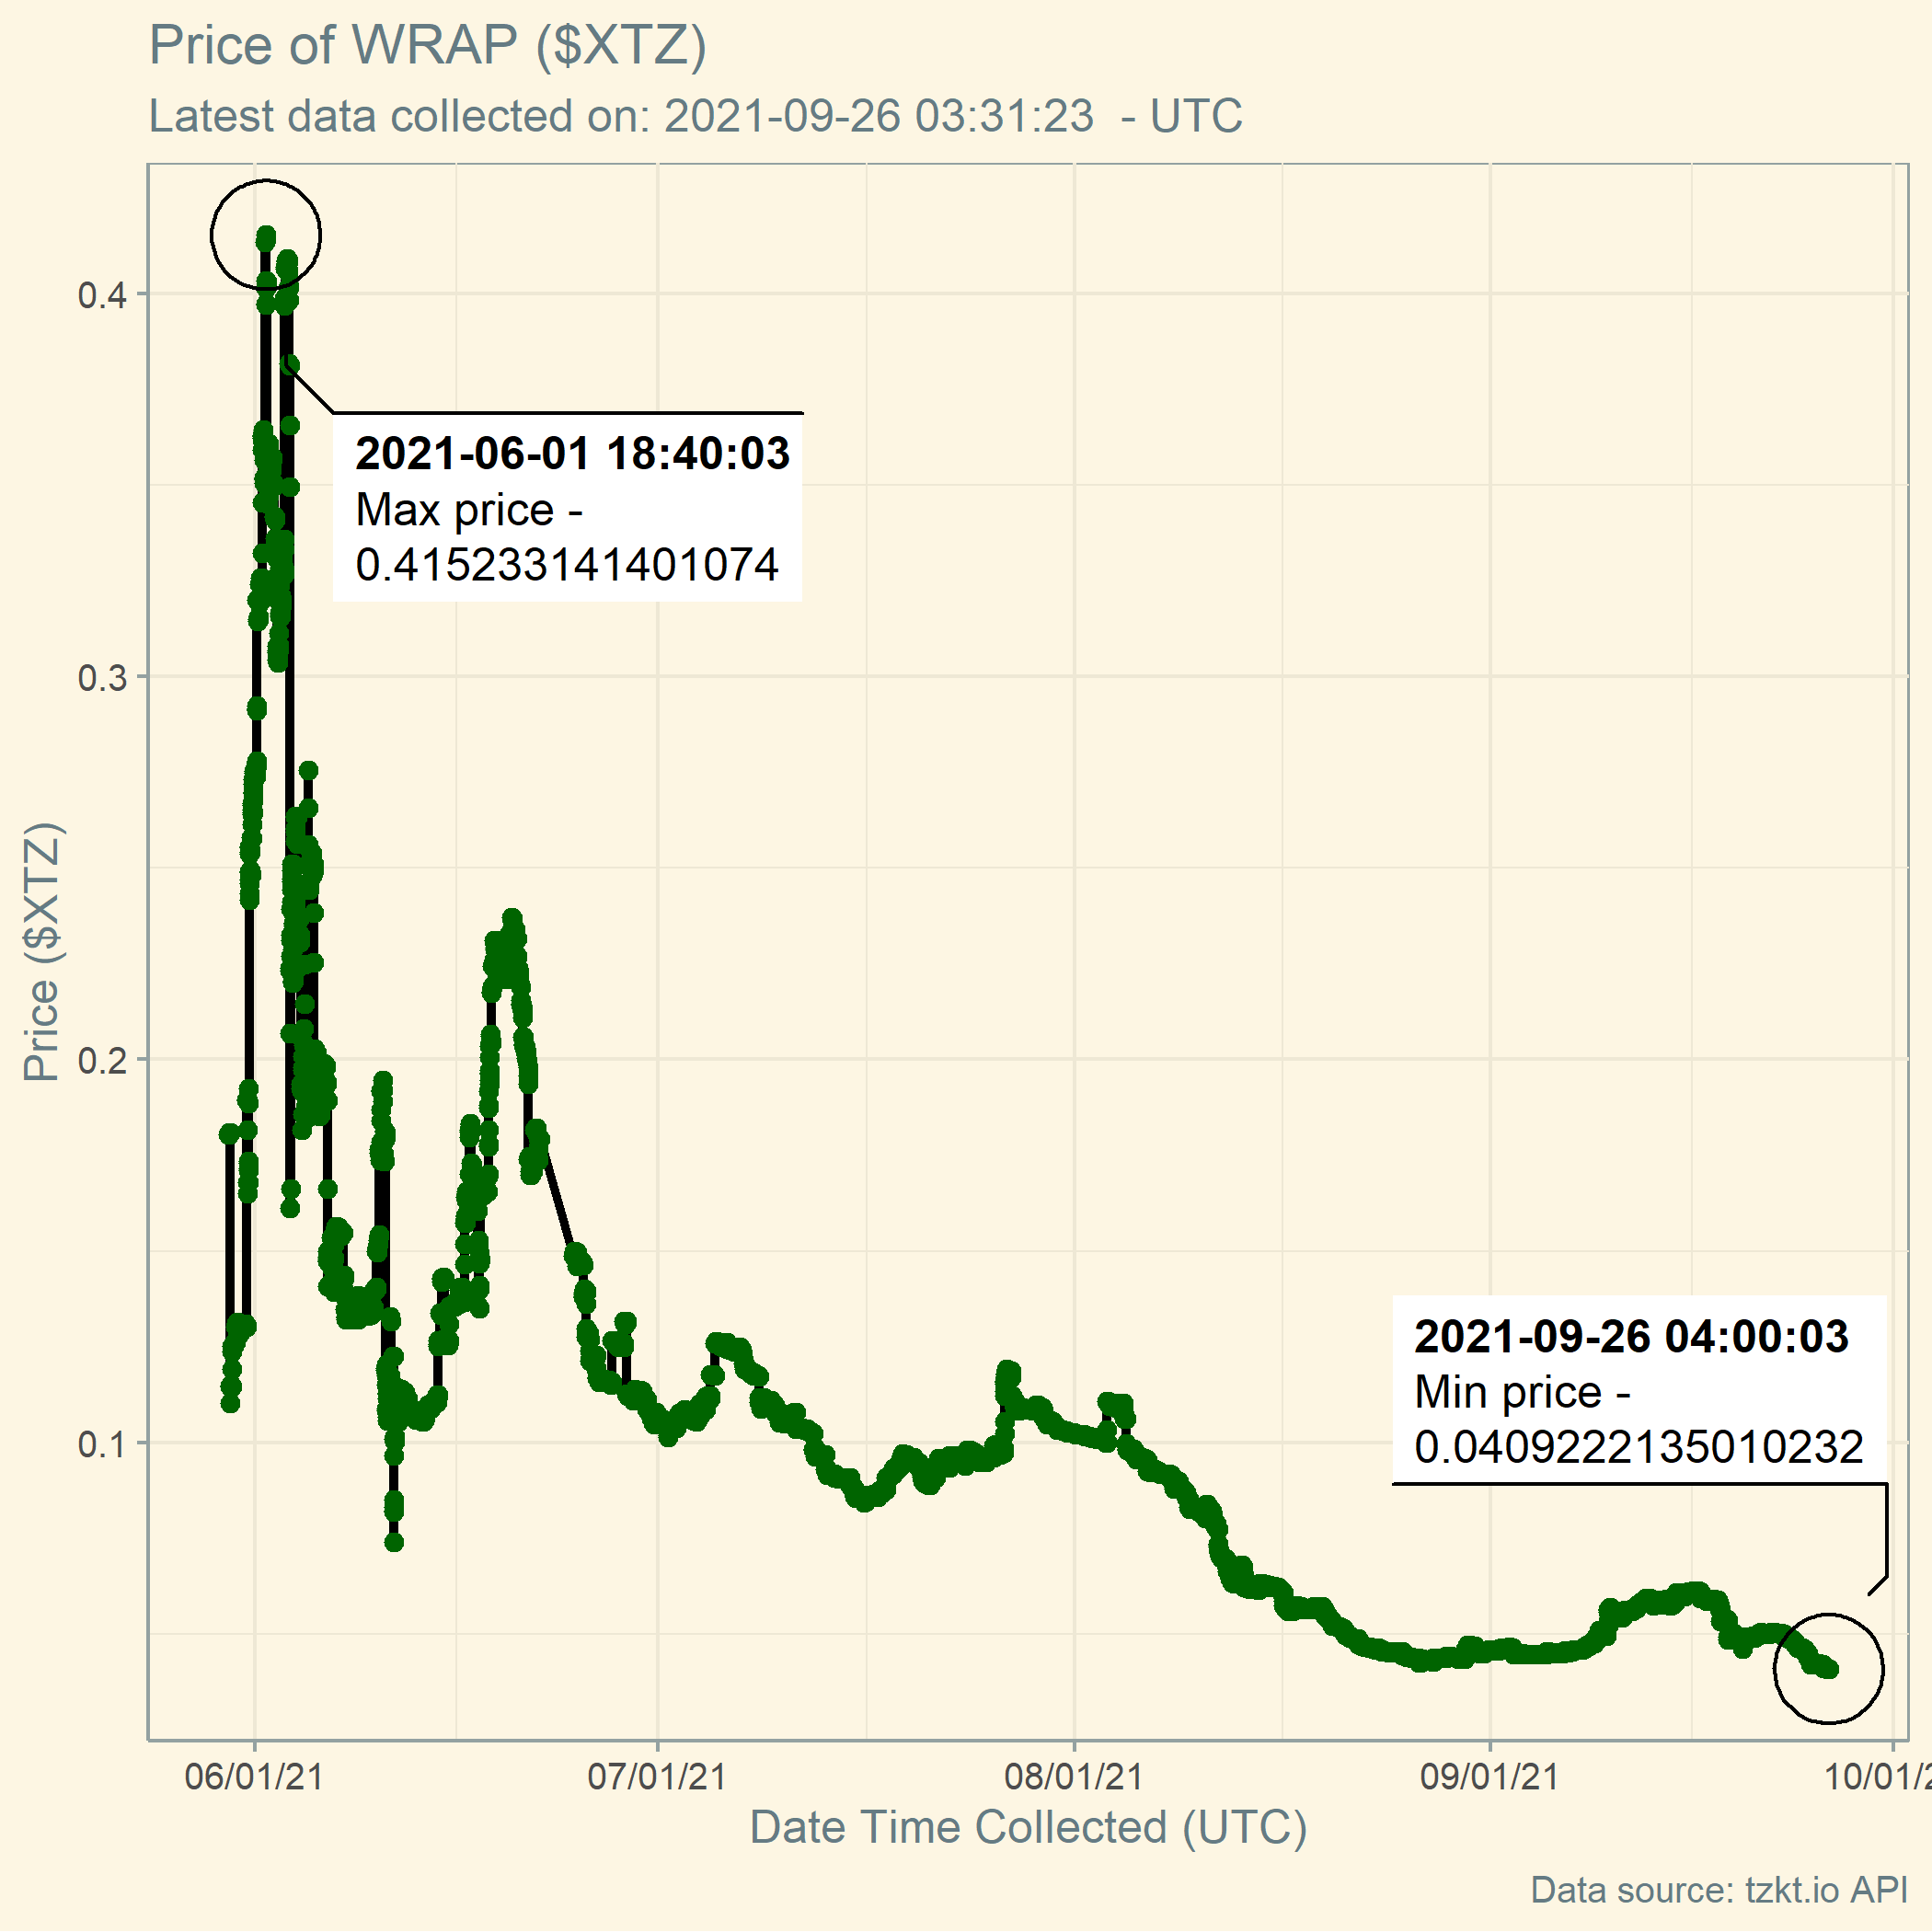 Price of WRAP ($XTZ)
Latest data collected on: 2021-09-26 03:31:23  - UTC
Price ($XTZ)
0.4
0.3
0.2
0.1
2021-06-01 18:40:03
Max price -
0.415233141401074
2021-09-26 04:00:03
Min price -
0.0409222135010232
06/01/21
07/01/21
08/01/21
09/01/21
10/01/2
Date Time Collected (UTC)
Data source: tzkt.io API